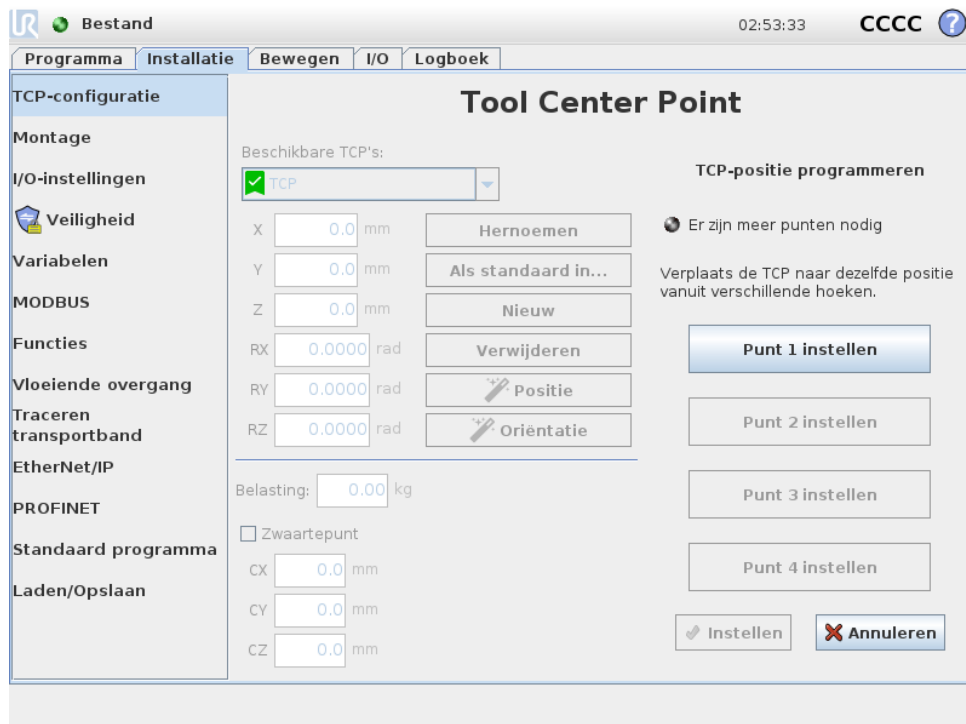 UR Bestand 02:53:33 CCCC ?
Programma Installatie Bewegen I/O Logboek
TCP-configuratie
Montage
I/O-instellingen
Veiligheid
Variabelen
MODBUS
Functies
Vloeiende overgang
Traceren
transportband
EtherNet/IP
PROFINET
Standaard programma
Laden/Opslaan
Tool Center Point
Beschikbare TCP's:
TCP
X 0.0 mm Hernoemen
Y 0.0 mm Als standaard in...
Z 0.0 mm Nieuw
RX 0.0000 rad Verwijderen
RY 0.0000 rad Positie
RZ 0.0000 rad Oriëntatie
Belasting: 0.00 kg
Zwaartepunt
CX 0.0 mm
CY 0.0 mm
CZ 0.0 mm
TCP-positie programmeren
Er zijn meer punten nodig
Verplaats de TCP naar dezelfde positie
vanuit verschillende hoeken.
Punt 1 instellen
Punt 2 instellen
Punt 3 instellen
Punt 4 instellen
Instellen Annuleren